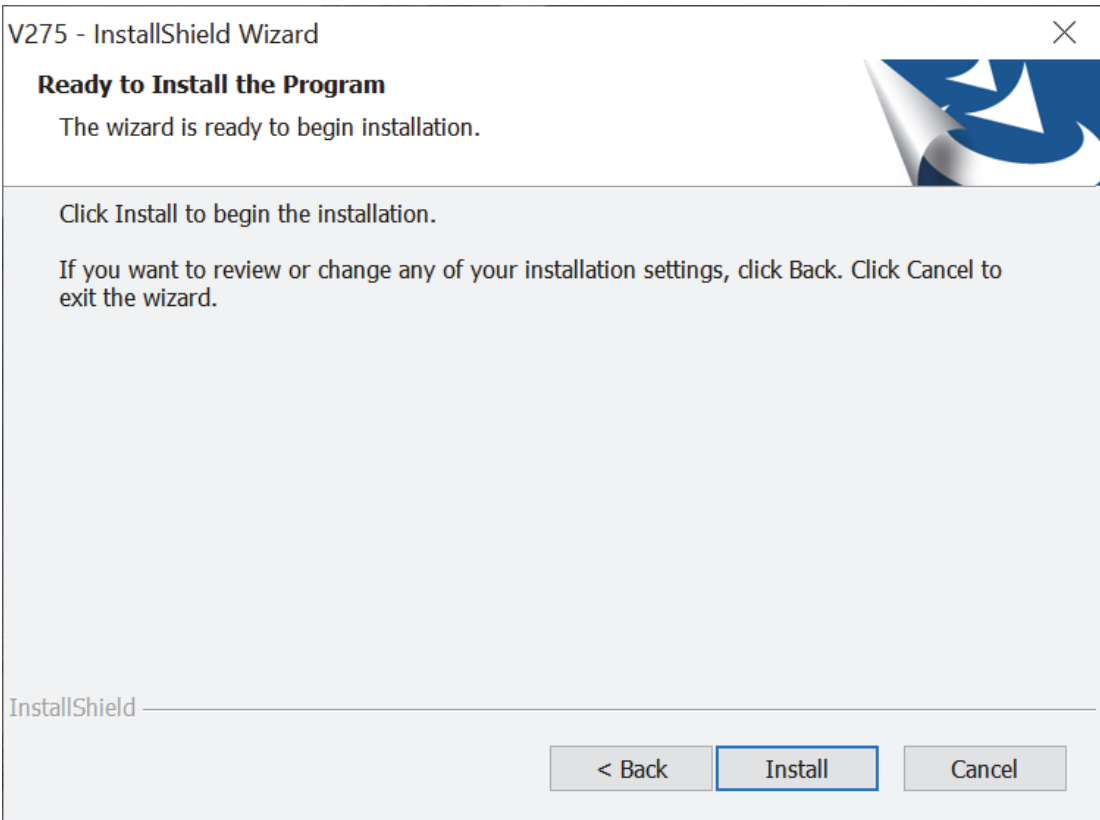 V275 - InstallShield Wizard
Ready to Install the Program
The wizard is ready to begin installation.
Click Install to begin the installation.
If you want to review or change any of your installation settings, click Back. Click Cancel to
exit the wizard.
InstallShield
< Back Install Cancel